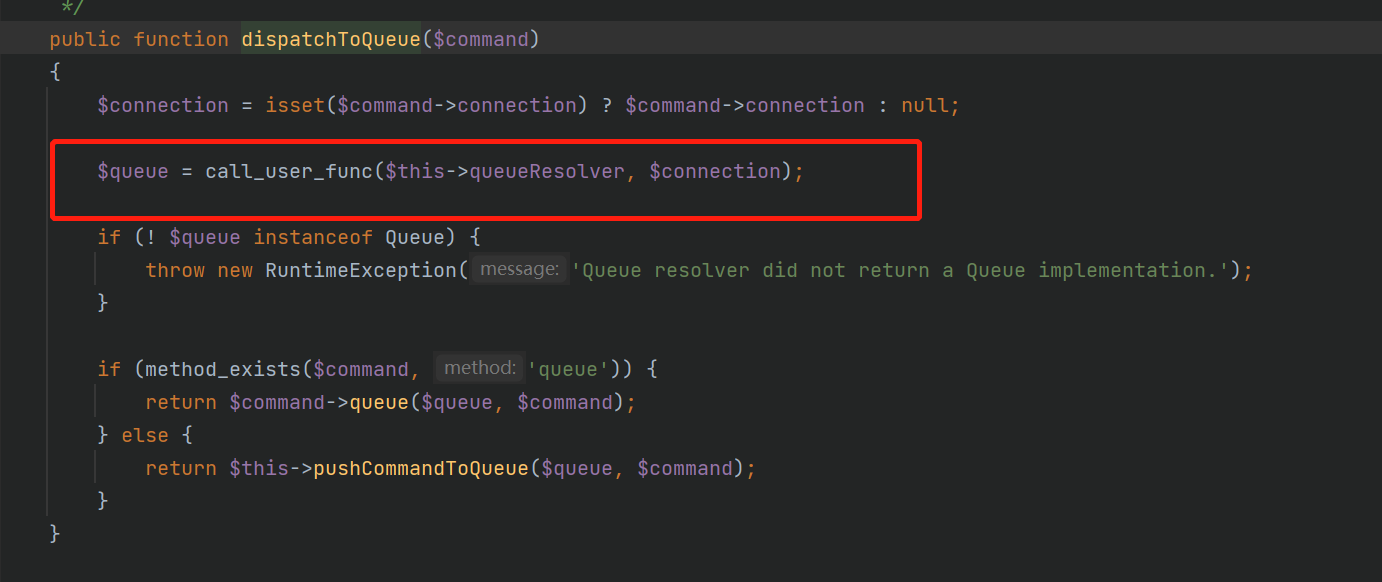 */
public function dispatchToQueue($command)
{
$connection = isset($command->connection) ? $command->connection : null;
$queue = call_user_func($this->queueResolver, $connection);
if (! $queue instanceof Queue) {
throw new RuntimeException( message: 'Queue resolver did not return a Queue implementation.');
}
if (method_exists($command, method: 'queue')) {
return $command->queue($queue, $command);
} else {
return $this->pushCommandToQueue($queue, $command);
}
}